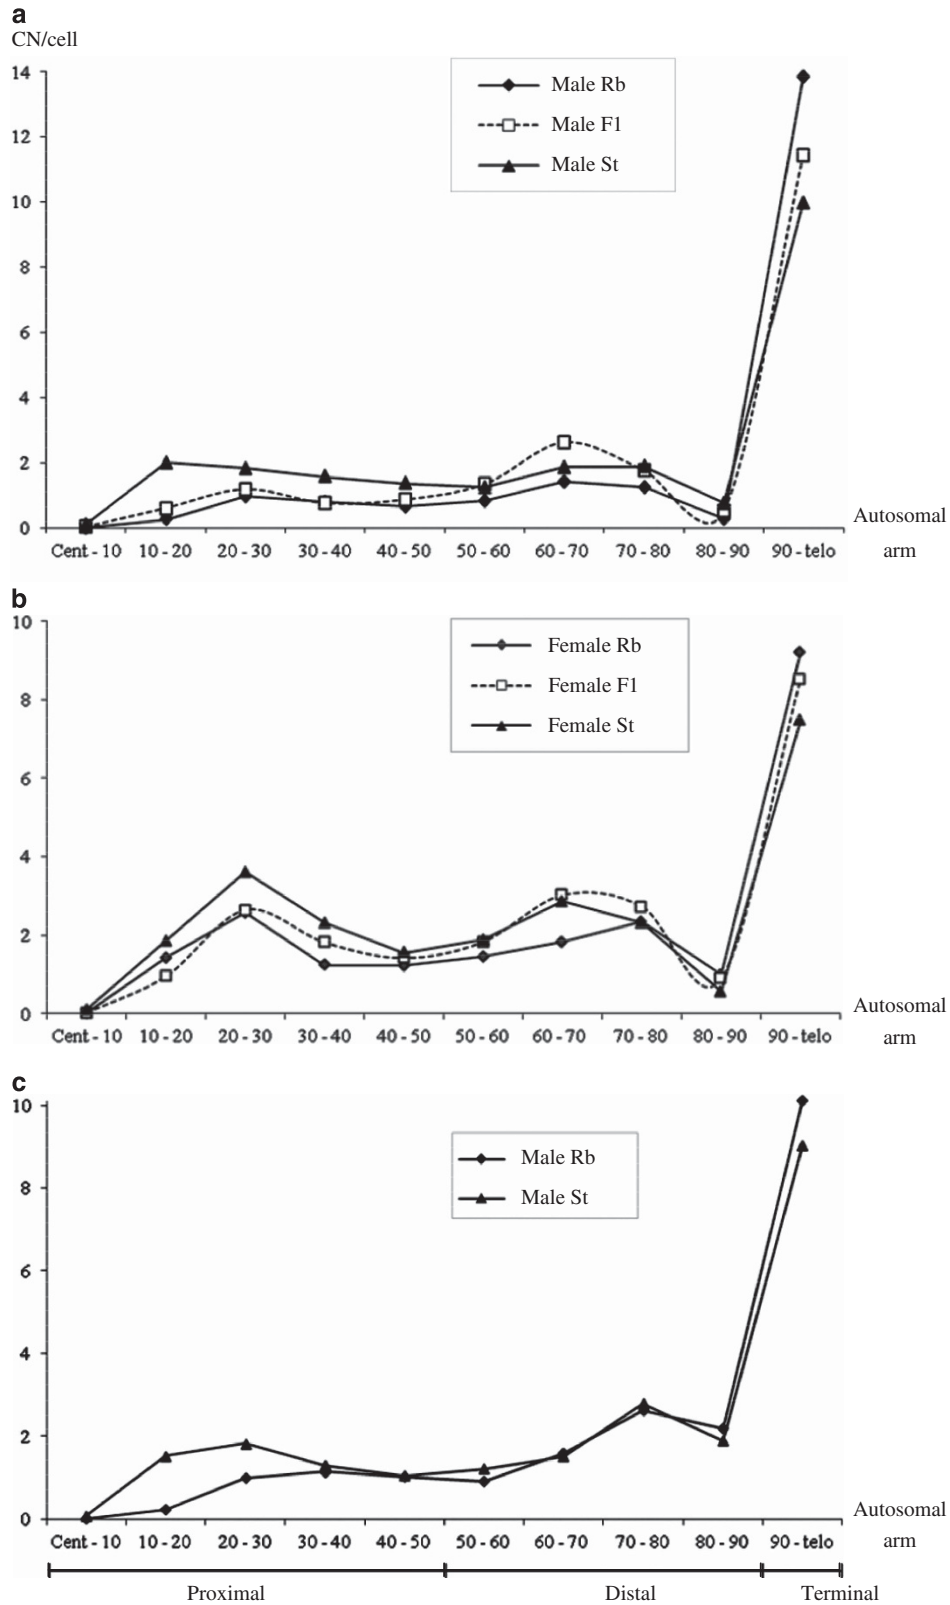 a
CN/cell
14
12
10
8
6
4
2
0
Male Rb
Male F1
Male St
Cent - 10 10 - 20 20 - 30 30 - 40 40 - 50 50 - 60 60 - 70 70 - 80 80 - 90 90 - telo
Autosomal
arm
b
10
8
6
4
2
0
Female Rb
Female F1
Female St
Cent - 10 10 - 20 20 - 30 30 - 40 40 - 50 50 - 60 60 - 70 70 - 80 80 - 90 90 - telo
Autosomal
arm
c
10
8
6
4
2
0
Male Rb
Male St
Cent - 10 10 - 20 20 - 30 30 - 40 40 - 50 50 - 60 60 - 70 70 - 80 80 - 90 90 - telo
Autosomal
arm
Proximal Distal Terminal